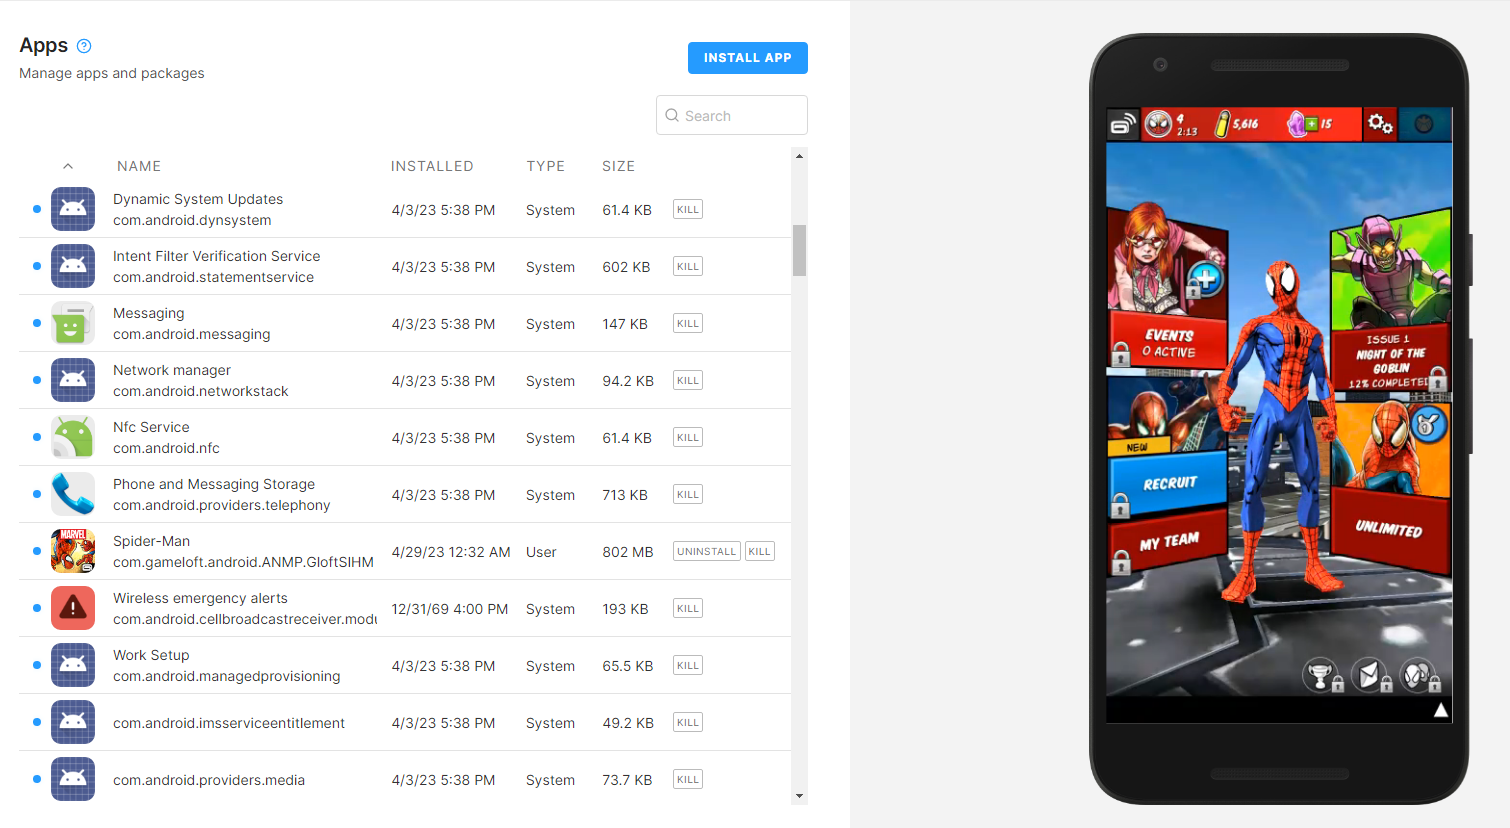 Apps
Manage apps and packages
INSTALL APP
Search
NAME INSTALLED TYPE SIZE
Dynamic System Updates
com.android.dynsystem
4/3/23 5:38 PM System 61.4 KB KILL
Intent Filter Verification Service
com.android.statementservice
4/3/23 5:38 PM System 602 KB KILL
Messaging
com.android.messaging
4/3/23 5:38 PM System 147 KB KILL
Network manager
com.android.networkstack
4/3/23 5:38 PM System 94.2 KB KILL
Nfc Service
com.android.nfc
4/3/23 5:38 PM System 61.4 KB KILL
Phone and Messaging Storage
com.android.providers.telephony
4/3/23 5:38 PM System 713 KB KILL
MARVEL
Spider-Man
com.gameloft.android.ANMP.GloftSIHM
4/29/23 12:32 AM User 802 MB UNINSTALL KILL
Wireless emergency alerts
com.android.cellbroadcastreceiver.modu
12/31/69 4:00 PM System 193 KB KILL
Work Setup
com.android.managedprovisioning
4/3/23 5:38 PM System 65.5 KB KILL
com.android.imsserviceentitlement
4/3/23 5:38 PM System 49.2 KB KILL
com.android.providers.media
4/3/23 5:38 PM System 73.7 KB KILL
4
2:13
5,616
15
EVENTS
0 ACTIVE
NEW
RECRUIT
MY TEAM
ISSUE 1
NIGHT OF THE
GOBLIN
12% COMPLETED
UNLIMITED